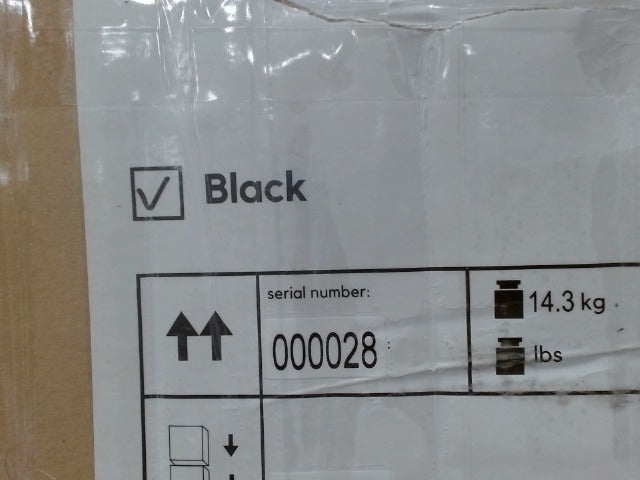 Black
serial number:
000028 :
14.3 kg
lbs